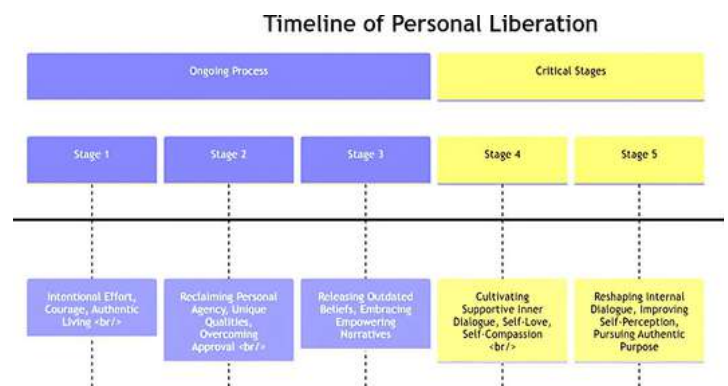 Timeline of Personal Liberation
Ongoing Process
Critical Stages
Stage 1
Stage 2
Stage 3
Stage 4
Stage 5
Intentional Effort,
Courage, Authentic
Living <br/>
Reclaiming Personal
Agency, Unique
Qualities,
Overcoming
Approval <br/>
Releasing Outdated
Beliefs, Embracing
Empowering
Narratives
Cultivating
Supportive Inner
Dialogue, Self-Love,
Self-Compassion
<br/>
Reshaping Internal
Dialogue, Improving
Self-Perception,
Pursuing Authentic
Purpose